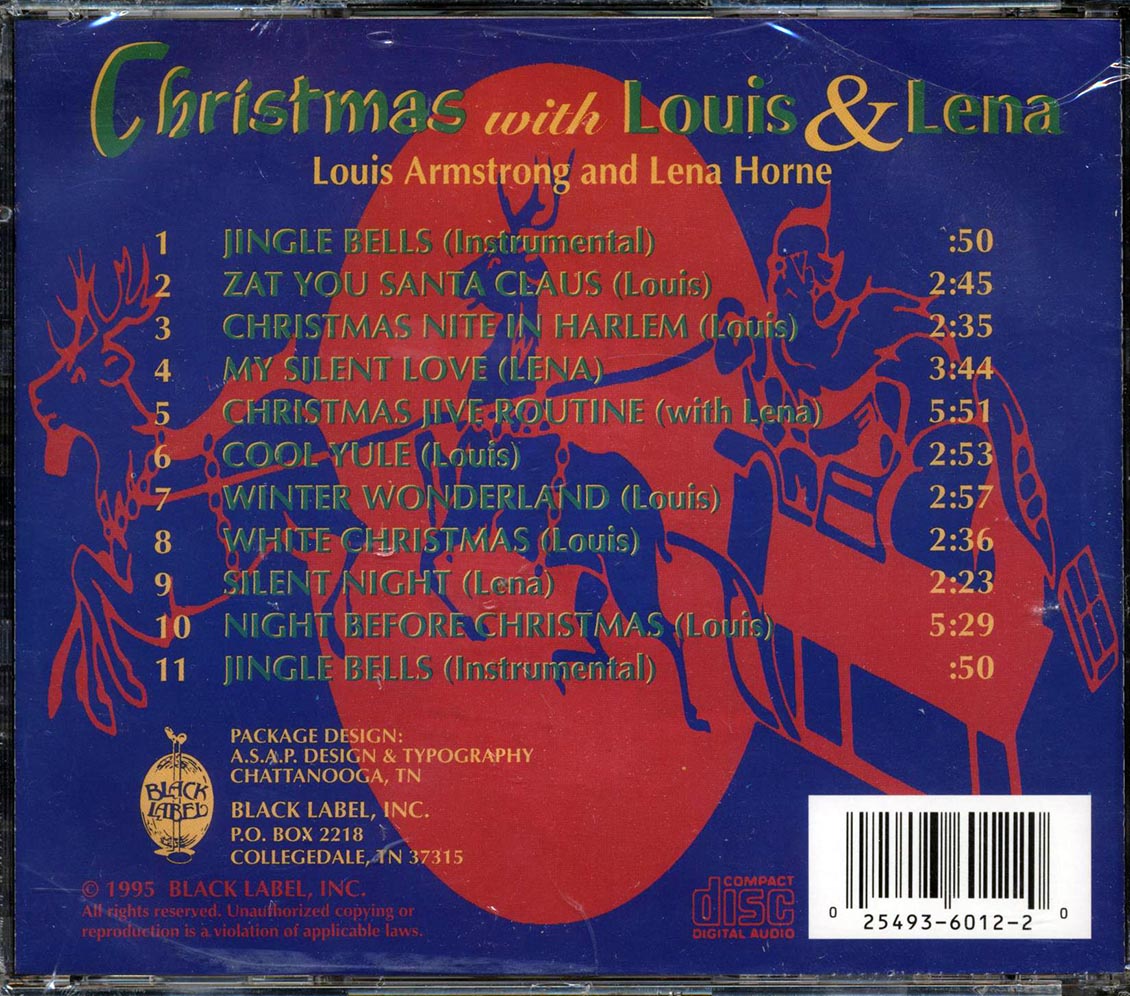 Christmas with Louis & Lena
Louis Armstrong and Lena Horne
1 JINGLE BELLS (Instrumental) :50
2 ZAT YOU SANTA CLAUS (Louis) 2:45
3 CHRISTMAS NITE IN HARLEM (Louis) 2:35
4 MY SILENT LOVE (LENA) 3:44
5 CHRISTMAS JIVE ROUTINE (with Lena) 5:51
6 COOL YULE (Louis) 2:53
7 WINTER WONDERLAND (Louis) 2:57
8 WHITE CHRISTMAS (Louis) 2:36
9 SILENT NIGHT (Lena) 2:23
10 NIGHT BEFORE CHRISTMAS (Louis) 5:29
11 JINGLE BELLS (Instrumental) :50
PACKAGE DESIGN:
A.S.A.P. DESIGN & TYPOGRAPHY
CHATTANOOGA, TN
BLACK
LABEL
BLACK LABEL, INC.
P.O. BOX 2218
COLLEGEDALE, TN 37315
© 1995 BLACK LABEL, INC.
All rights reserved. Unauthorized copying or
reproduction is a violation of applicable laws.
COMPACT
disc
DIGITAL AUDIO
0 25493-6012-2 0